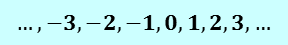 …, −3, −2, −1, 0, 1, 2, 3, …